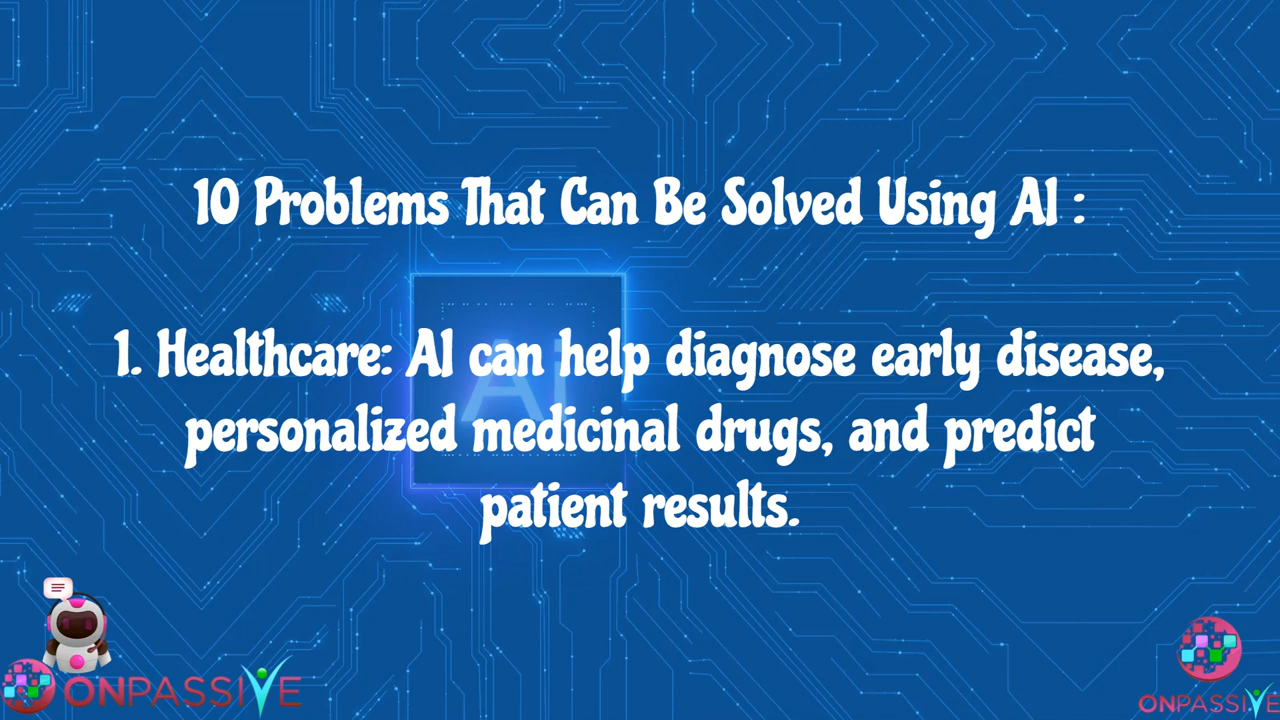 10 Problems That Can Be Solved Using AI :
1. Healthcare: AI can help diagnose early disease,
personalized medicinal drugs, and predict
patient results.
Ai
ONPASSIVE
ONPASSIVE